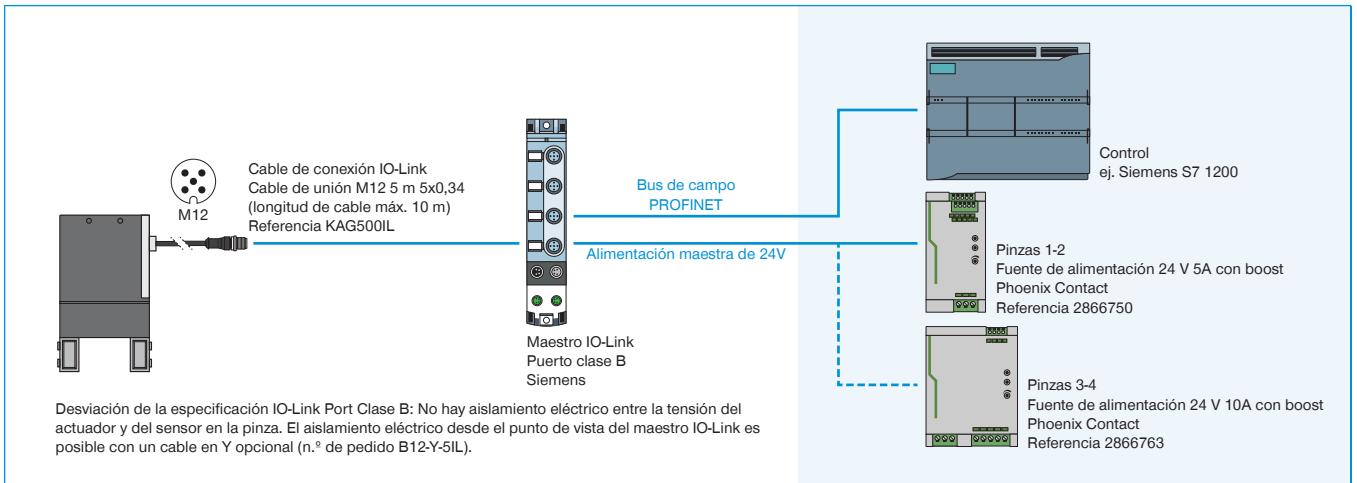 M12
Cable de conexión IO-Link
Cable de unión M12 5 m 5x0,34
(longitud de cable máx. 10 m)
Referencia KAG500IL
Maestro IO-Link
Puerto clase B
Siemens
Bus de campo
PROFINET
Alimentación maestra de 24V
Control
ej. Siemens S7 1200
Pinzas 1-2
Fuente de alimentación 24 V 5A con boost
Phoenix Contact
Referencia 2866750
Pinzas 3-4
Fuente de alimentación 24 V 10A con boost
Phoenix Contact
Referencia 2866763
Desviación de la especificación IO-Link Port Clase B: No hay aislamiento eléctrico entre la tensión del
actuador y del sensor en la pinza. El aislamiento eléctrico desde el punto de vista del maestro IO-Link es
posible con un cable en Y opcional (n.º de pedido B12-Y-5IL).